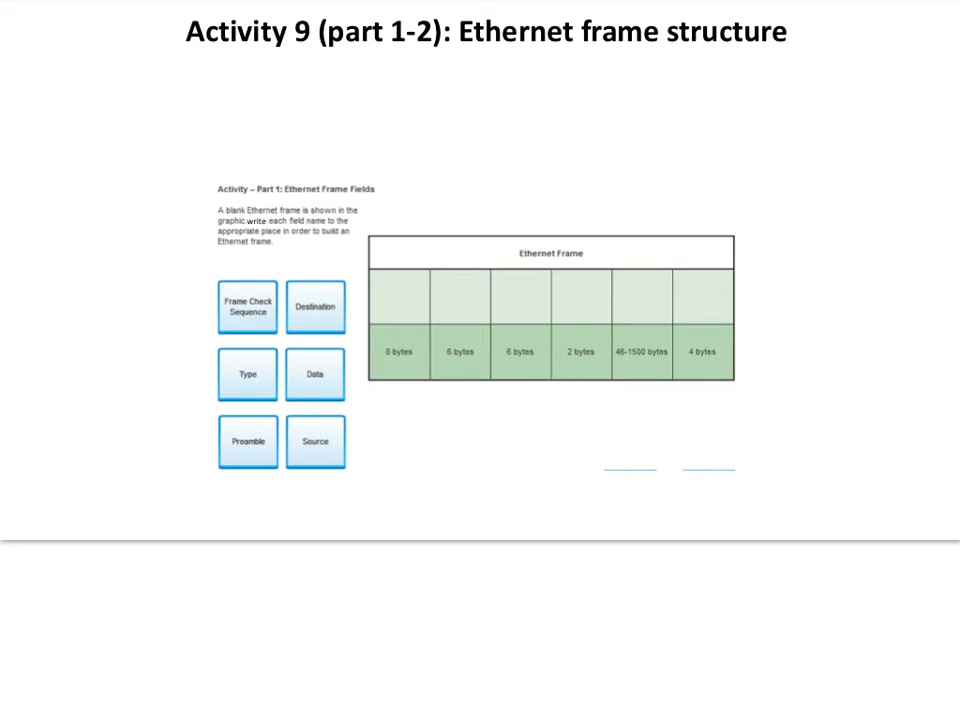 Activity 9 (part 1-2): Ethernet frame structure
Activity – Part 1: Ethernet Frame Fields
A blank Ethernet frame is shown in the
graphic.write each field name to the
appropriate place in order to build an
Ethernet frame.
Ethernet Frame
Frame Check
Sequence
Destination
8 bytes
6 bytes
6 bytes
2 bytes
46-1500 bytes
4 bytes
Type
Data
Preamble
Source